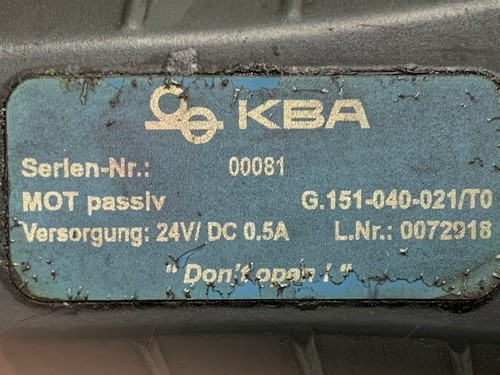 KBA
Serien-Nr.: 00081
MOT passiv G.151-040-021/T0
Versorgung: 24V/ DC 0.5A L.Nr.: 0072918
" Don't open ! "